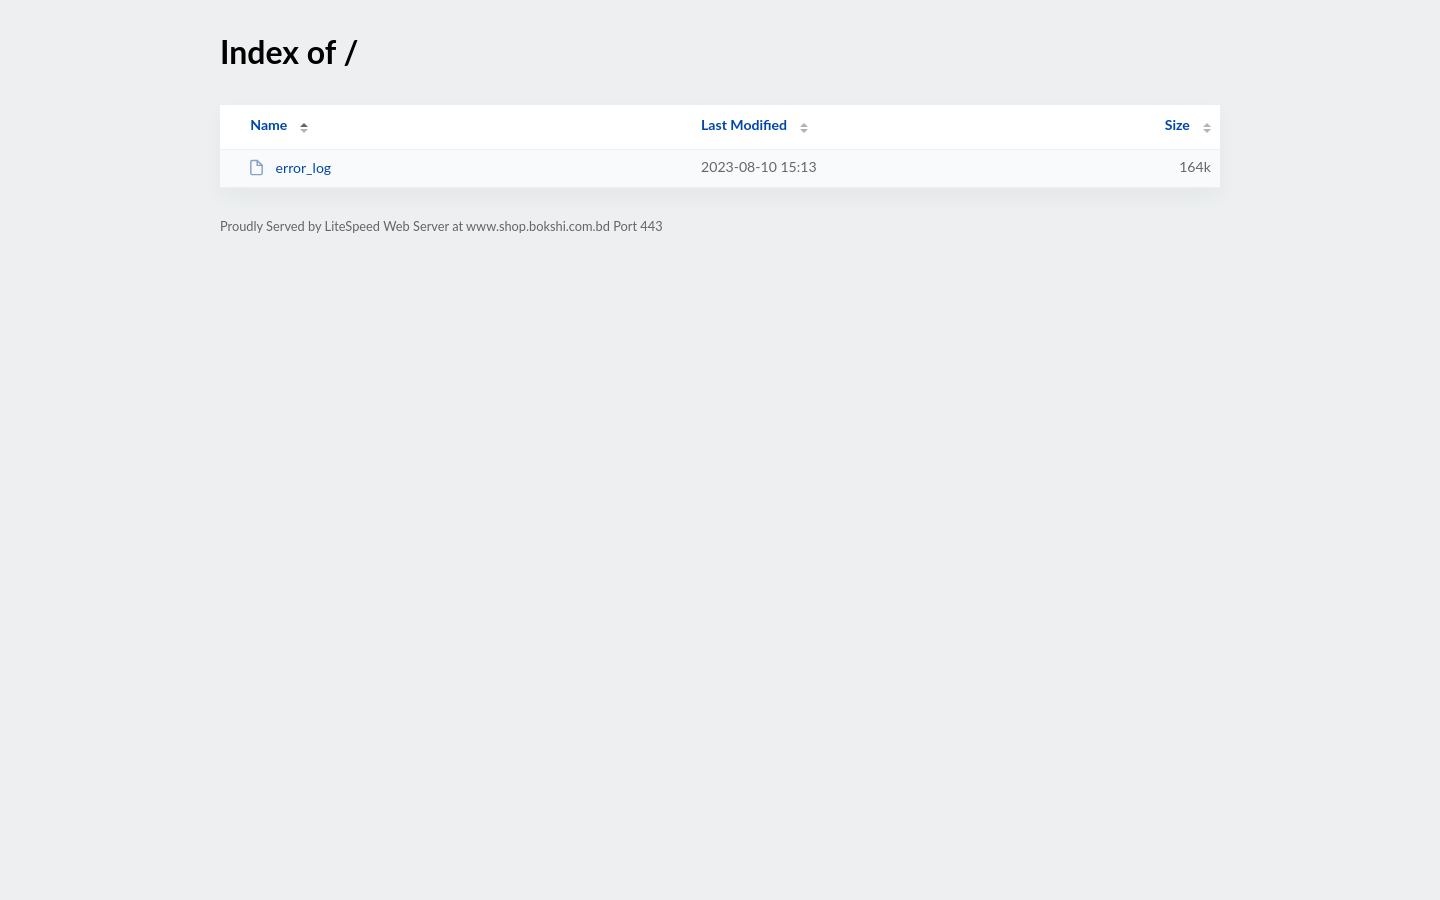 Index of /
Name Last Modified Size
error_log 2023-08-10 15:13 164k
Proudly Served by LiteSpeed Web Server at www.shop.bokshi.com.bd Port 443